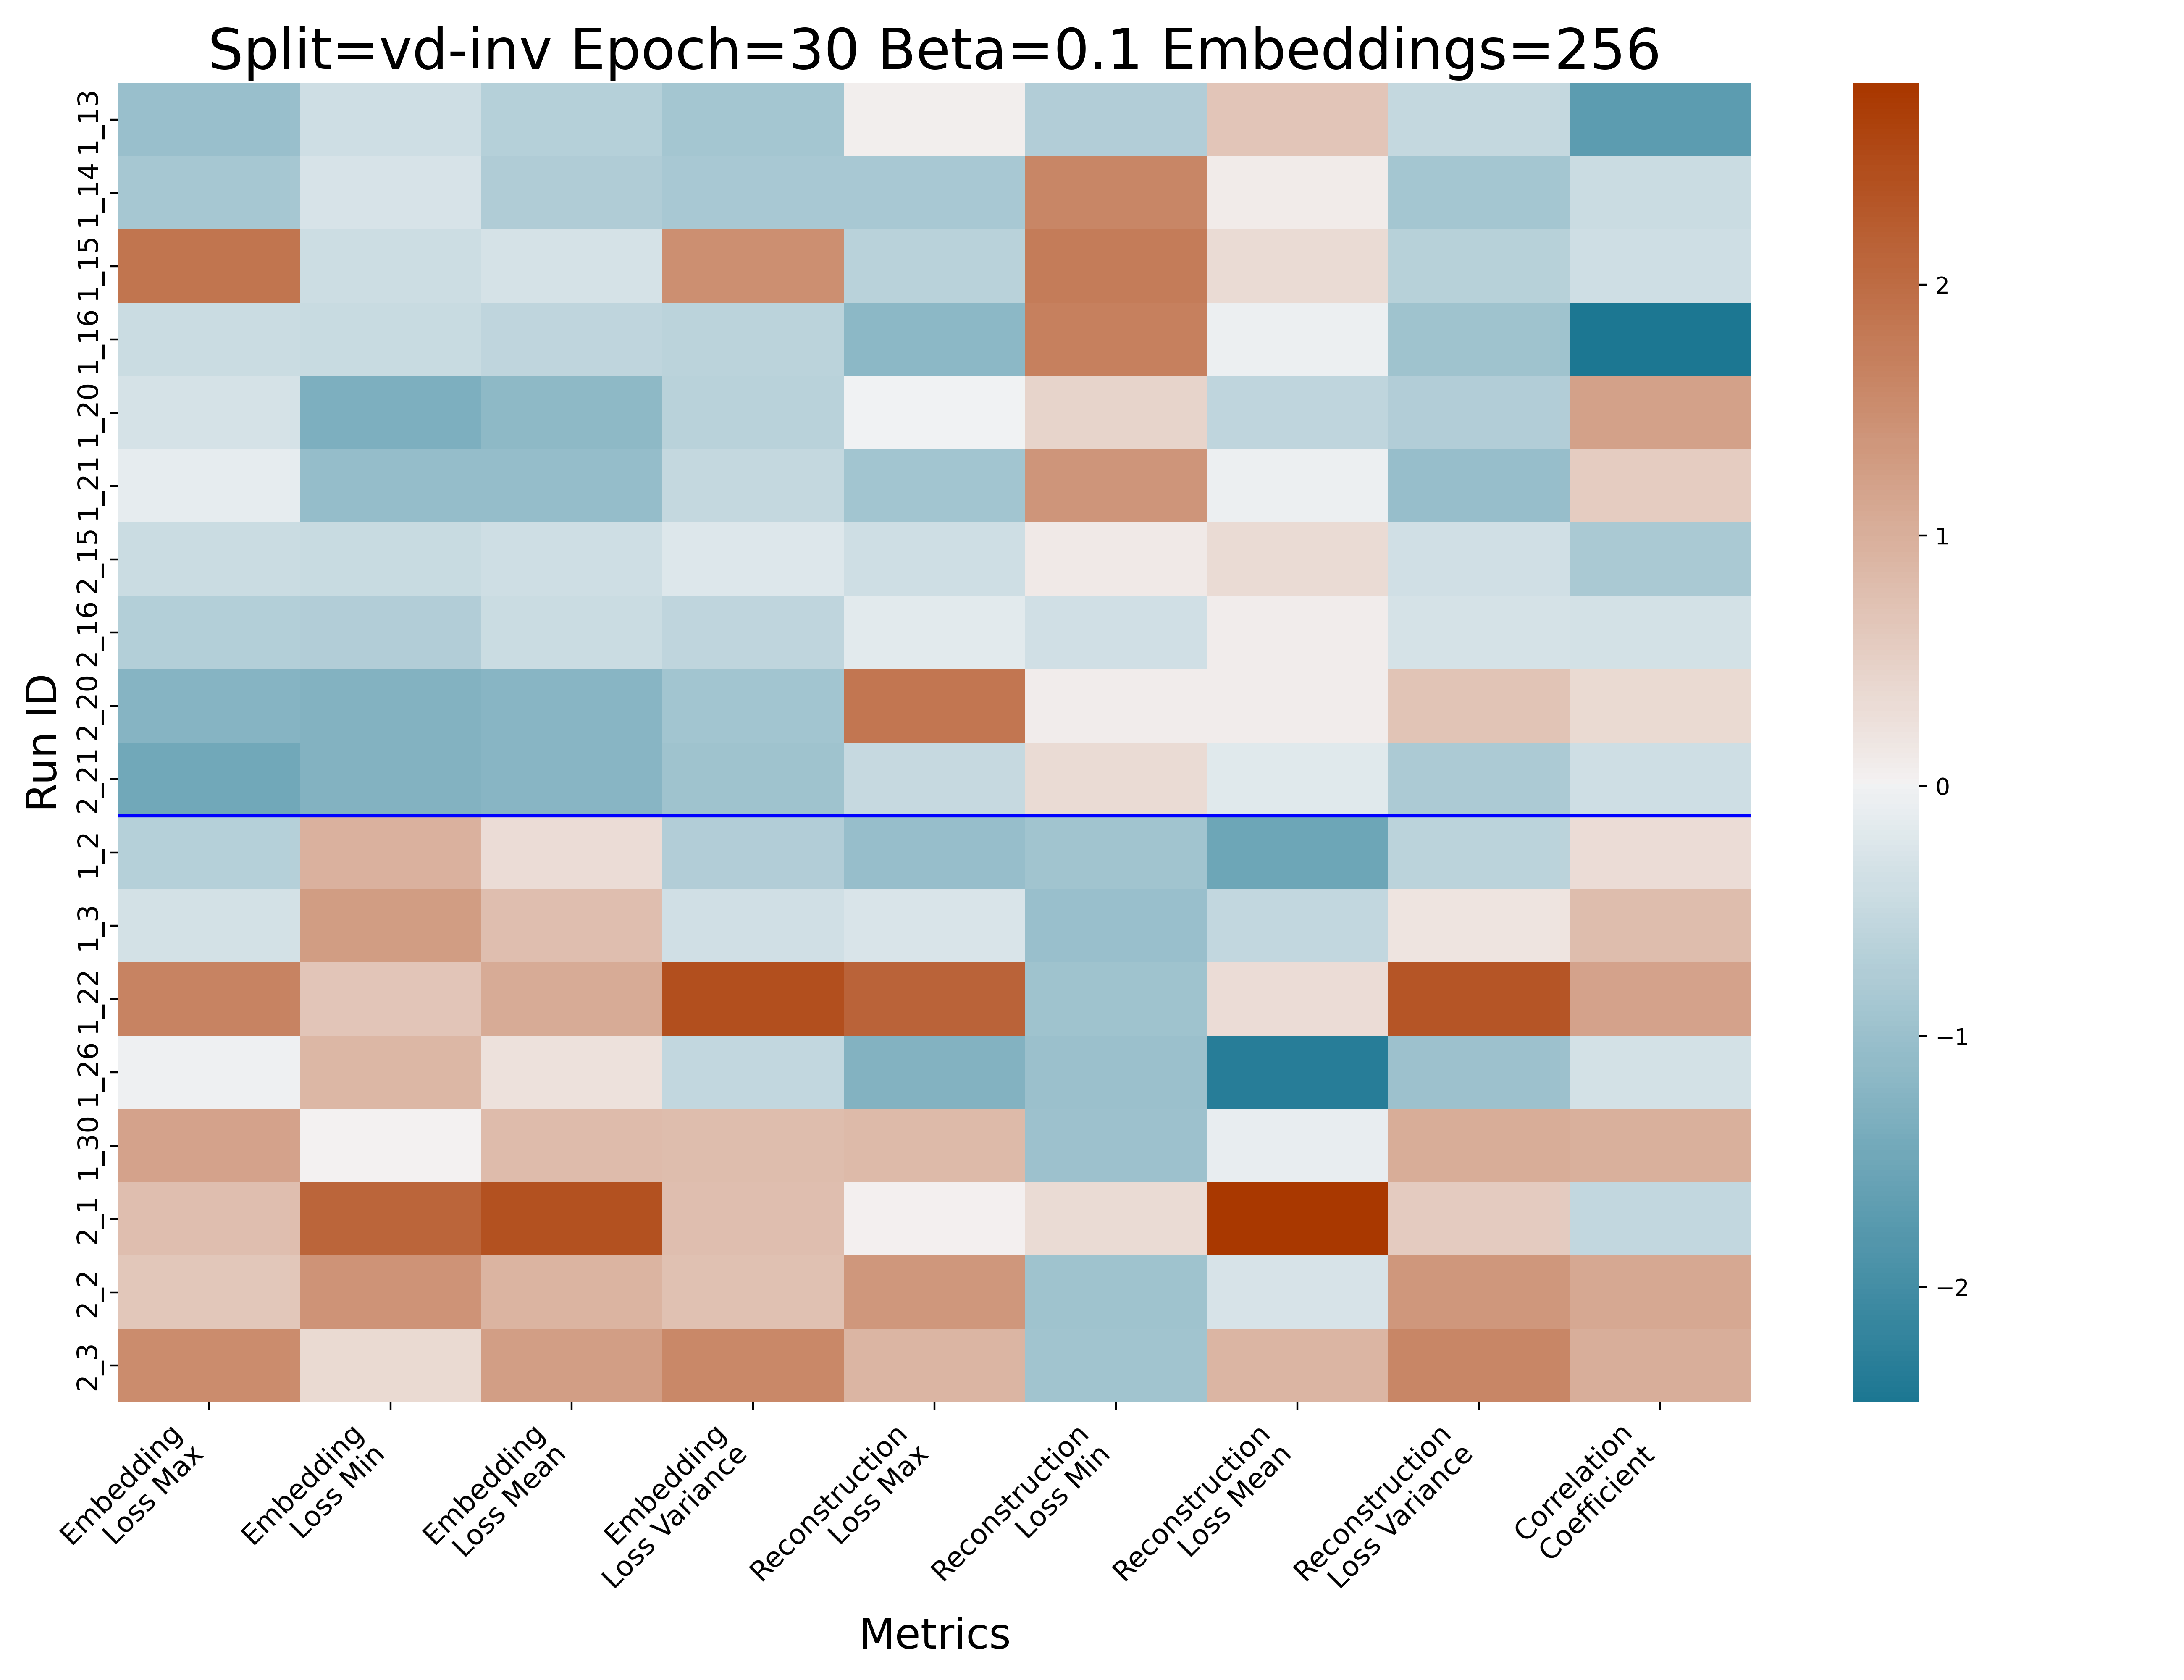 Split=vd-inv Epoch=30 Beta=0.1 Embeddings=256
Run ID
1_13
1_14
1_15
1_16
1_20
1_21
2_15
2_16
2_20
2_21
1_2
1_3
1_22
1_26
1_30
2_1
2_2
2_3
Embedding
Loss Max
Embedding
Loss Min
Embedding
Loss Mean
Embedding
Loss Variance
Reconstruction
Loss Max
Reconstruction
Loss Min
Reconstruction
Loss Mean
Reconstruction
Loss Variance
Correlation
Coefficient
Metrics
2
1
0
−1
−2